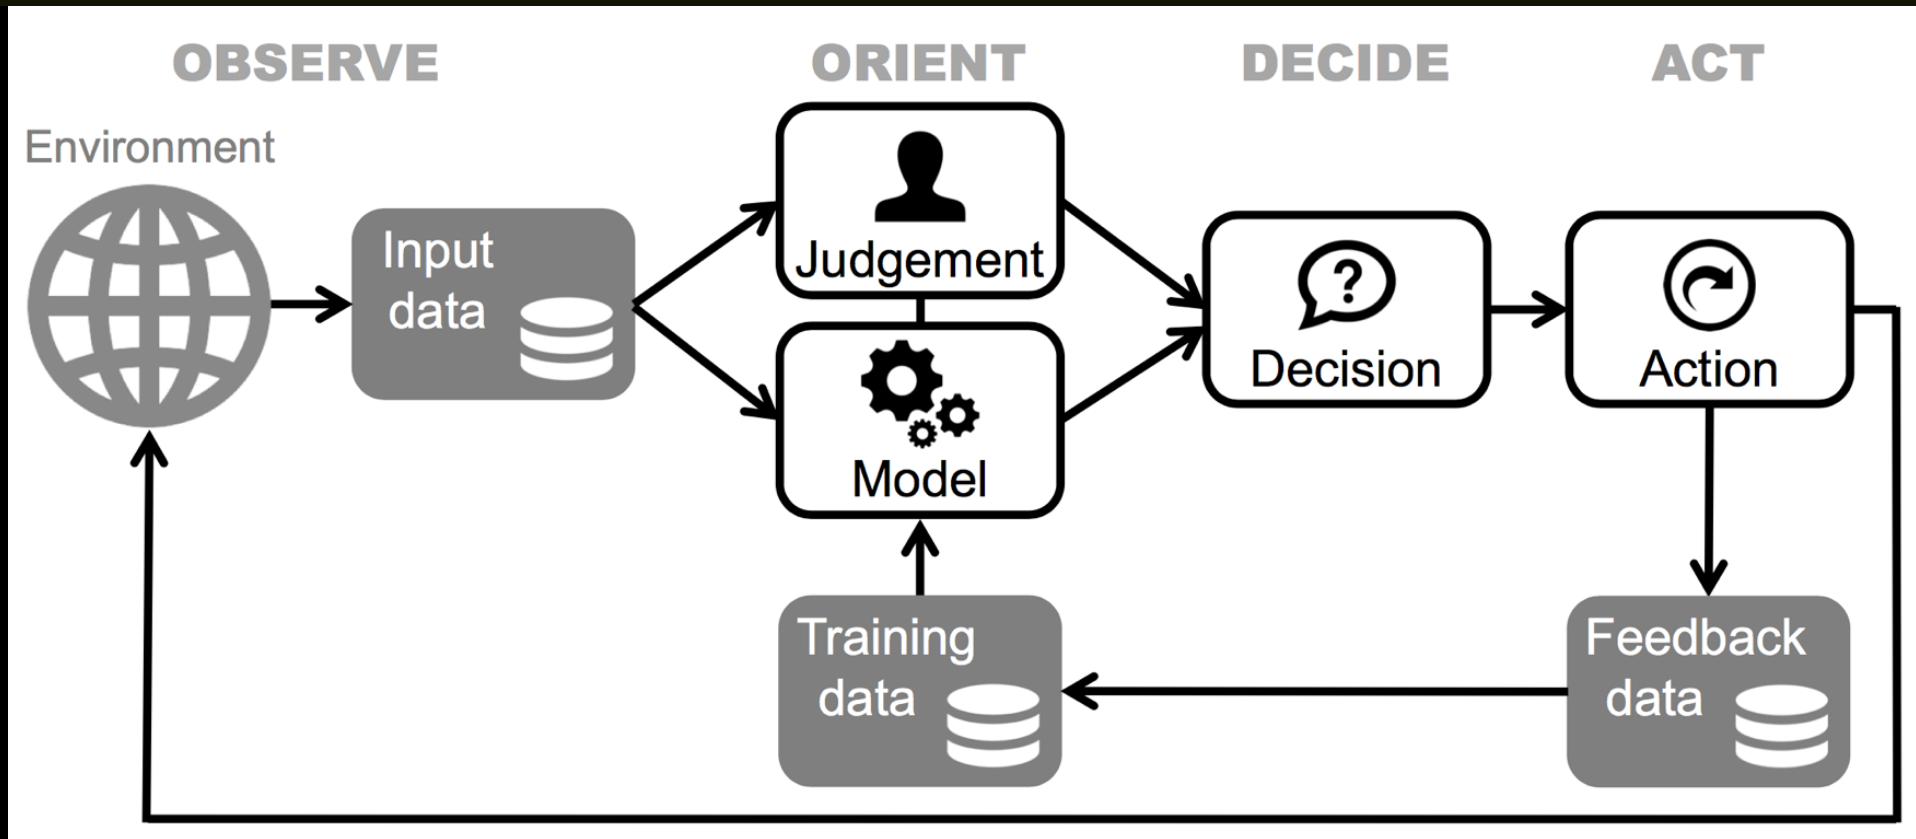 OBSERVE
ORIENT
DECIDE
ACT
Environment
Input
data
Judgement
Model
?
Decision
Action
Training
data
Feedback
data